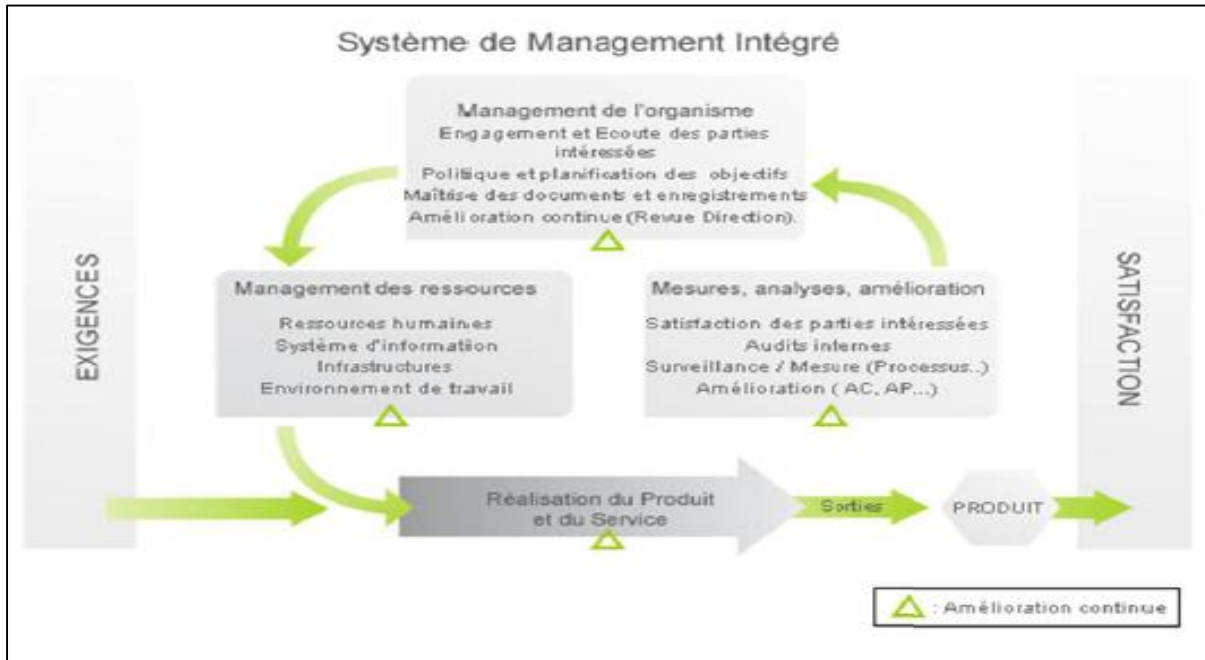 Système de Management Intégré
Management de l'organisme
Engagement et Ecoute des parties
intéressées
Politique et planification des objectifs
Maîtrise des documents et enregistrements
Amélioration continue (Revue Direction).
EXIGENCES
Management des ressources
Ressources humaines
Système d'information
Infrastructures
Environnement de travail
Mesures, analyses, amélioration
Satisfaction des parties intéressées
Audits internes
Surveillance / Mesure (Processus..)
Amélioration ( AC, AP...)
SATISFACTION
Réalisation du Produit
et du Service
Sorties
PRODUIT
: Amélioration continue